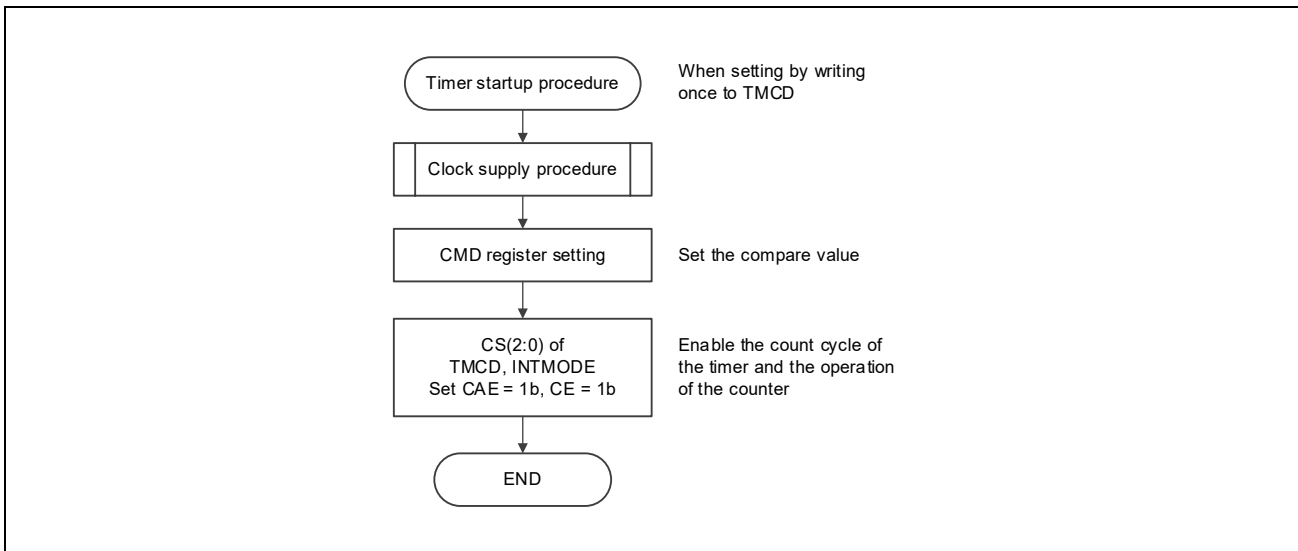 Timer startup procedure
When setting by writing
once to TMCD
Clock supply procedure
CMD register setting
Set the compare value
CS(2:0) of
TMCD, INTMODE
Set CAE = 1b, CE = 1b
Enable the count cycle of
the timer and the operation
of the counter
END